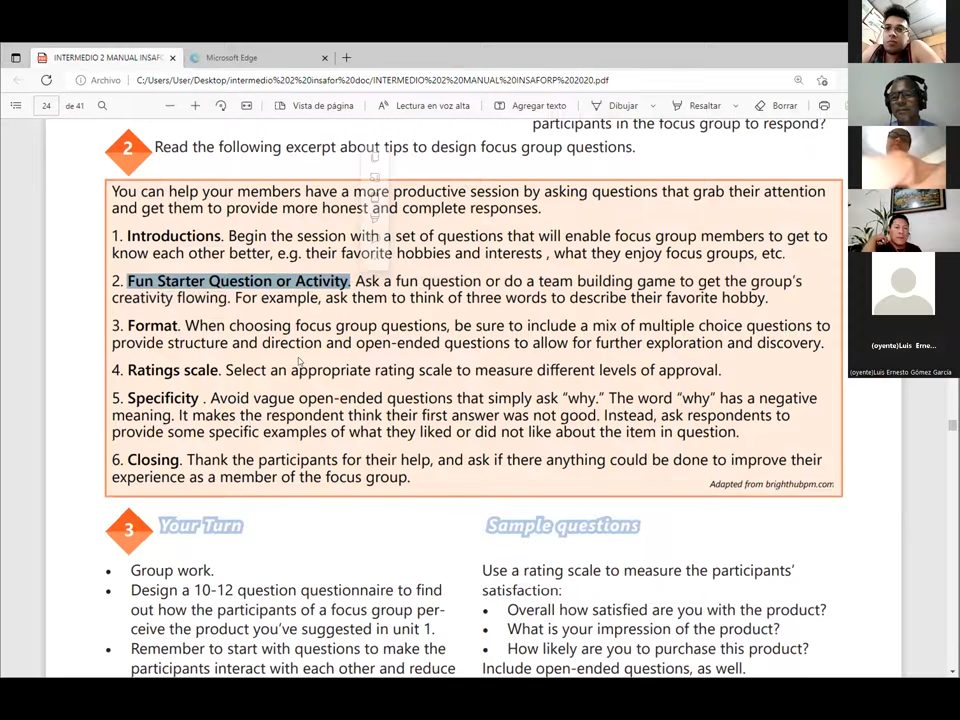 INTERMEDIO 2 MANUAL INSAFO
Microsoft Edge
Archivo
C:/Users/User/Desktop/intermedio%202%20insafor%20doc/INTERMEDIO%202%20MANUAL%20INSAFORP%202020.pdf
24 de 41
Vista de página
Lectura en voz alta
Agregar texto
Dibujar
Resaltar
Borrar
participants in the focus group to respond?
2 Read the following excerpt about tips to design focus group questions.
You can help your members have a more productive session by asking questions that grab their attention
and get them to provide more honest and complete responses.
1. Introductions. Begin the session with a set of questions that will enable focus group members to get to
know each other better, e.g. their favorite hobbies and interests , what they enjoy focus groups, etc.
2. Fun Starter Question or Activity. Ask a fun question or do a team building game to get the group's
creativity flowing. For example, ask them to think of three words to describe their favorite hobby.
3. Format. When choosing focus group questions, be sure to include a mix of multiple choice questions to
provide structure and direction and open-ended questions to allow for further exploration and discovery.
4. Ratings scale. Select an appropriate rating scale to measure different levels of approval.
5. Specificity . Avoid vague open-ended questions that simply ask “why.” The word “why” has a negative
meaning. It makes the respondent think their first answer was not good. Instead, ask respondents to
provide some specific examples of what they liked or did not like about the item in question.
6. Closing. Thank the participants for their help, and ask if there anything could be done to improve their
experience as a member of the focus group.
Adapted from brighthubpm.com
3 Your Turn
• Group work.
• Design a 10-12 question questionnaire to find
out how the participants of a focus group per-
ceive the product you've suggested in unit 1.
• Remember to start with questions to make the
participants interact with each other and reduce
Sample questions
Use a rating scale to measure the participants'
satisfaction:
• Overall how satisfied are you with the product?
• What is your impression of the product?
• How likely are you to purchase this product?
Include open-ended questions, as well.
(oyente)Luis Erne...
(oyente)Luis Ernesto Gómez García